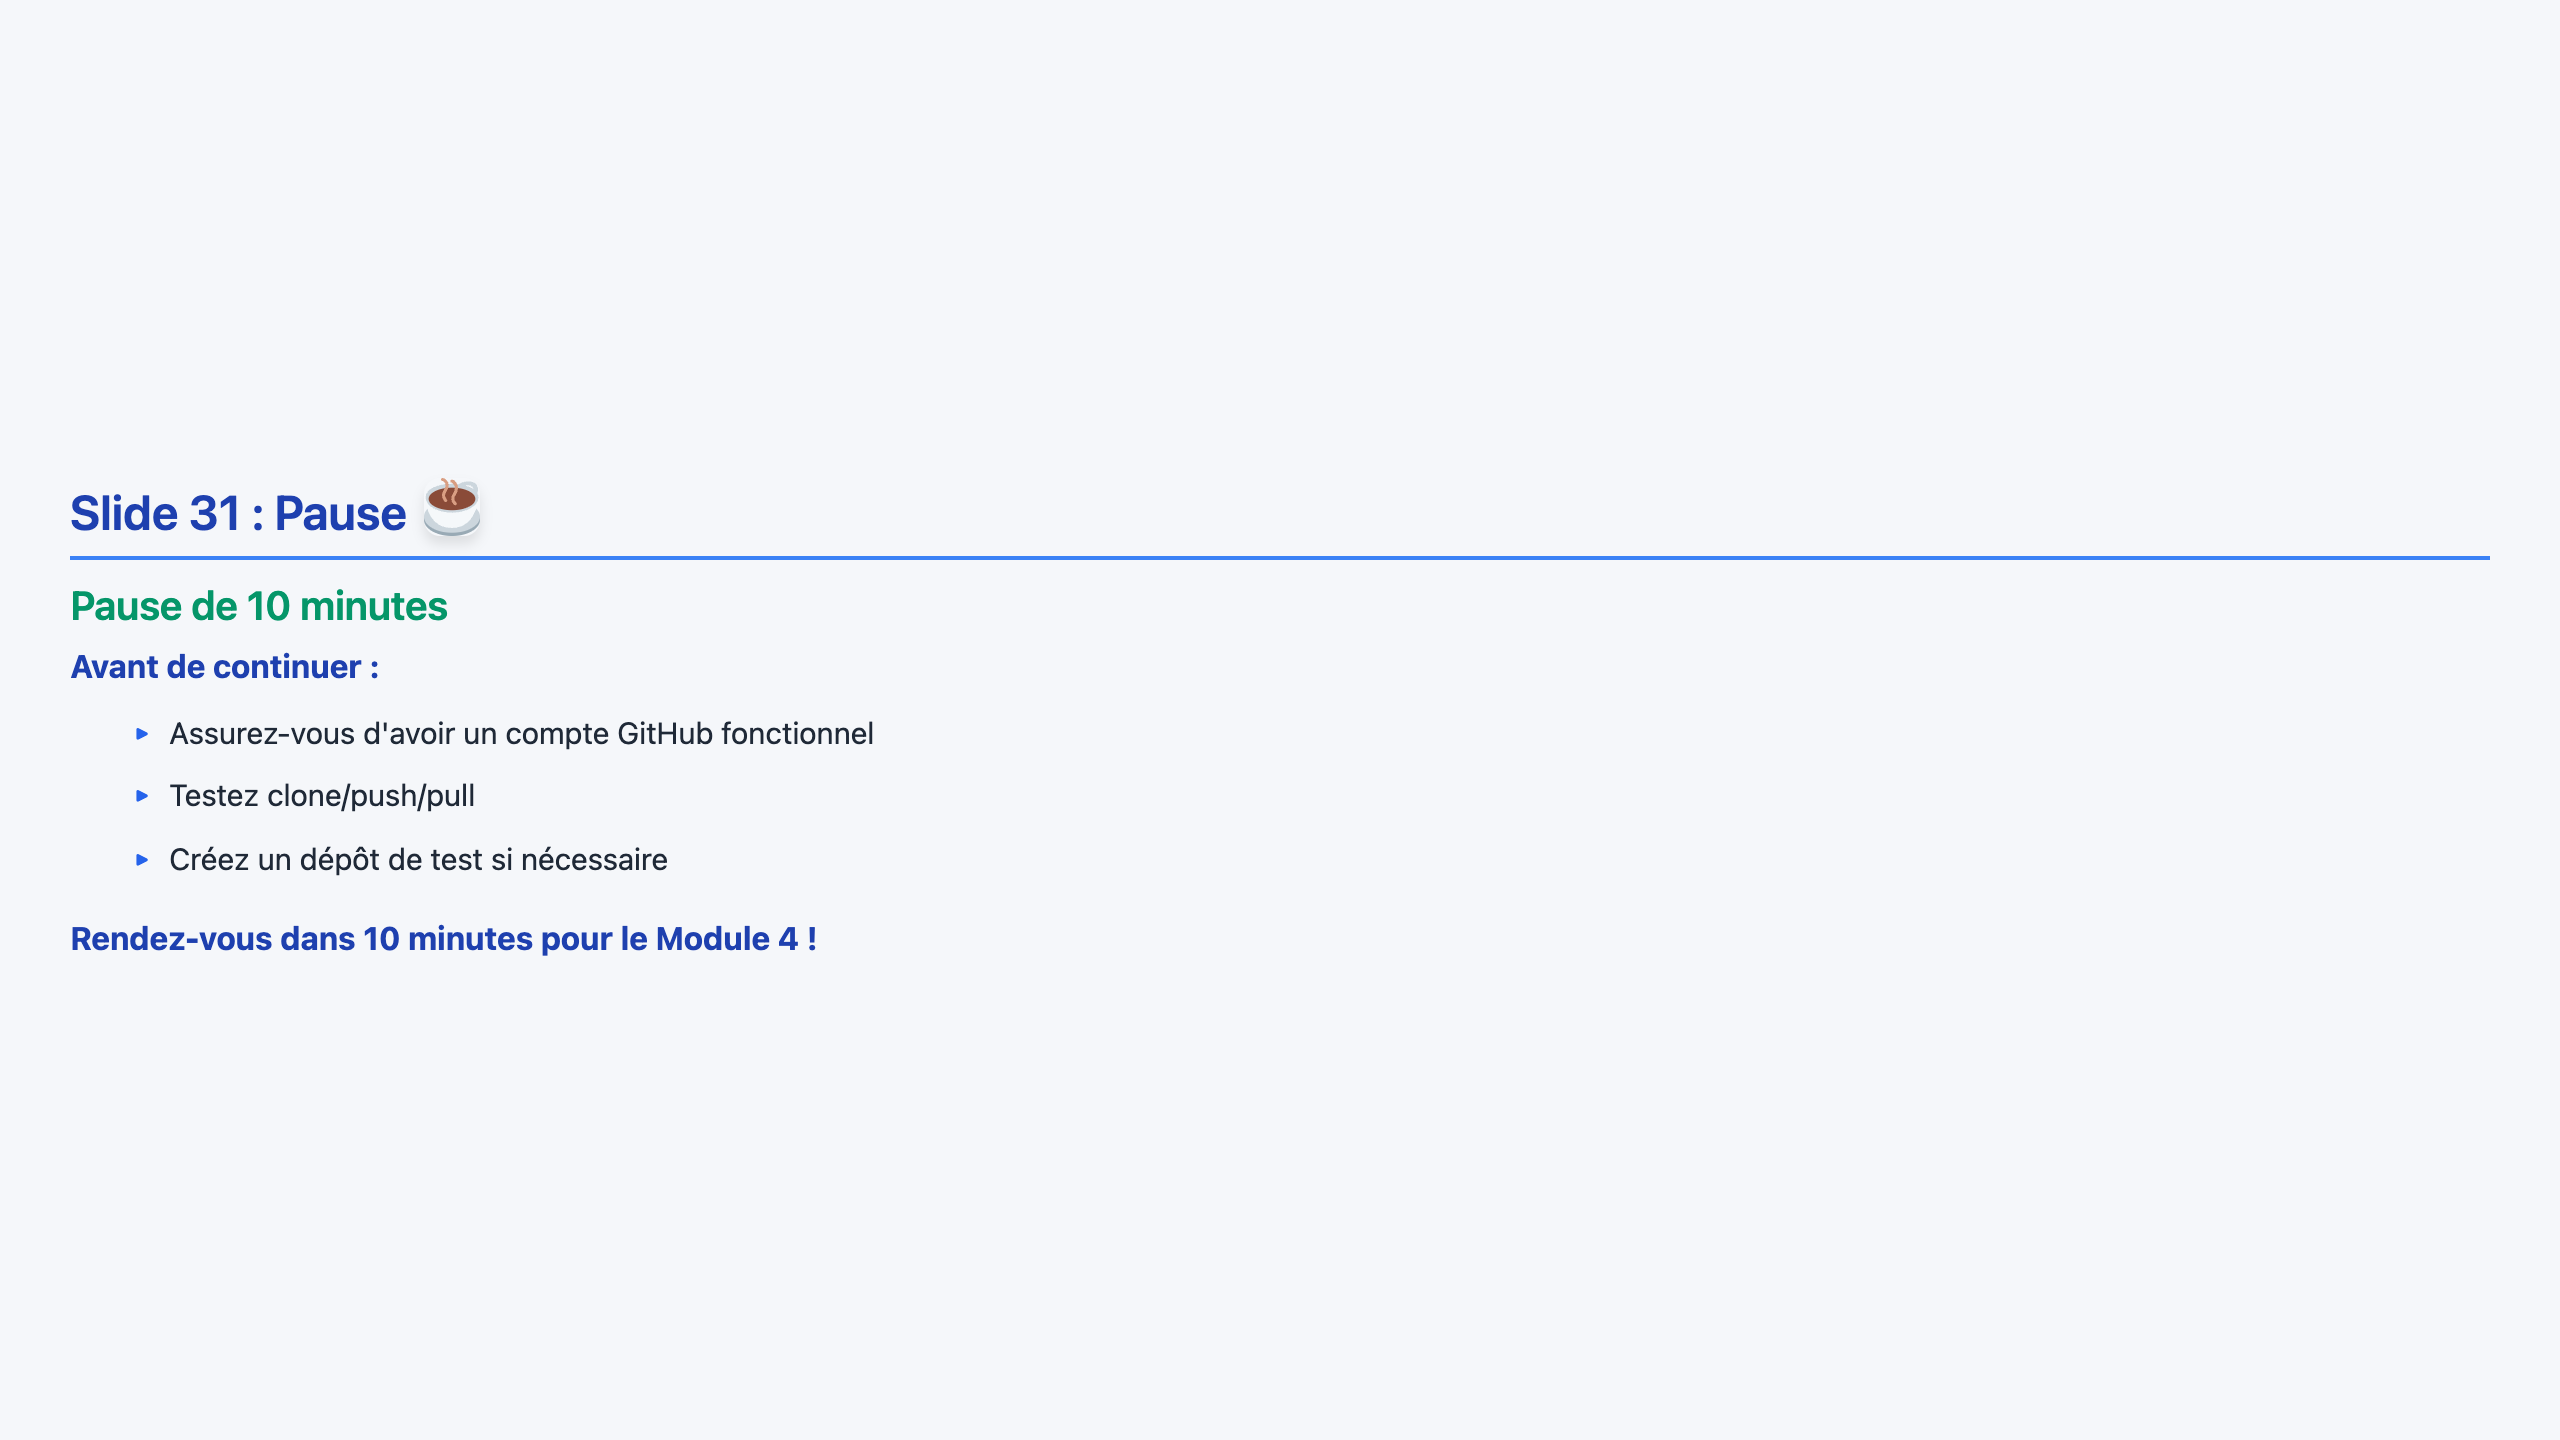 Slide 31 : Pause ☕
Pause de 10 minutes
Avant de continuer :
Assurez-vous d'avoir un compte GitHub fonctionnel
Testez clone/push/pull
Créez un dépôt de test si nécessaire
Rendez-vous dans 10 minutes pour le Module 4 !